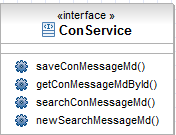 «interface »
ConService
saveConMessageMd()
getConMessageMdById()
searchConMessageMd()
newSearchMessageMd()